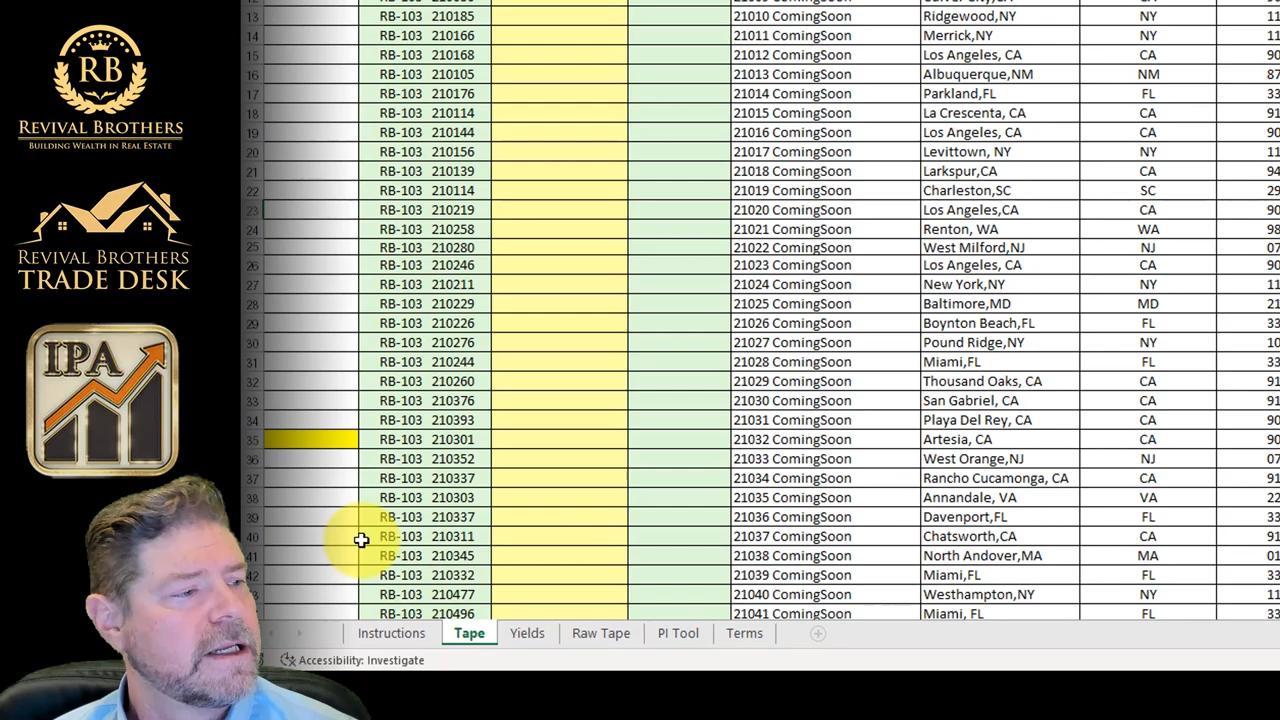 RB
REVIVAL BROTHERS
BUILDING WEALTH IN REAL ESTATE
REVIVAL BROTHERS
TRADE DESK
IPA
13 RB-103 210185 21010 ComingSoon Ridgewood,NY NY 11
14 RB-103 210166 21011 ComingSoon Merrick,NY NY 11
15 RB-103 210168 21012 ComingSoon Los Angeles, CA CA 90
16 RB-103 210105 21013 ComingSoon Albuquerque,NM NM 87
17 RB-103 210176 21014 ComingSoon Parkland,FL FL 33
18 RB-103 210114 21015 ComingSoon La Crescenta, CA CA 91
19 RB-103 210144 21016 ComingSoon Los Angeles, CA CA 90
20 RB-103 210156 21017 ComingSoon Levittown, NY NY 11
21 RB-103 210139 21018 ComingSoon Larkspur,CA CA 94
22 RB-103 210114 21019 ComingSoon Charleston,SC SC 29
23 RB-103 210219 21020 ComingSoon Los Angeles,CA CA 90
24 RB-103 210258 21021 ComingSoon Renton, WA WA 98
25 RB-103 210280 21022 ComingSoon West Milford,NJ NJ 07
26 RB-103 210246 21023 ComingSoon Los Angeles, CA CA 90
27 RB-103 210211 21024 ComingSoon New York,NY NY 11
28 RB-103 210229 21025 ComingSoon Baltimore,MD MD 21
29 RB-103 210226 21026 ComingSoon Boynton Beach,FL FL 33
30 RB-103 210276 21027 ComingSoon Pound Ridge,NY NY 10
31 RB-103 210244 21028 ComingSoon Miami,FL FL 33
32 RB-103 210260 21029 ComingSoon Thousand Oaks, CA CA 91
33 RB-103 210376 21030 ComingSoon San Gabriel, CA CA 91
34 RB-103 210393 21031 ComingSoon Playa Del Rey, CA CA 90
35 RB-103 210301 21032 ComingSoon Artesia, CA CA 90
36 RB-103 210352 21033 ComingSoon West Orange,NJ NJ 07
37 RB-103 210337 21034 ComingSoon Rancho Cucamonga, CA CA 91
38 RB-103 210303 21035 ComingSoon Annandale, VA VA 22
39 RB-103 210337 21036 ComingSoon Davenport,FL FL 33
40 RB-103 210311 21037 ComingSoon Chatsworth,CA CA 91
41 RB-103 210345 21038 ComingSoon North Andover,MA MA 01
42 RB-103 210332 21039 ComingSoon Miami,FL FL 33
RB-103 210477 21040 ComingSoon Westhampton,NY NY 11
RB-103 210496 21041 ComingSoon Miami, FL FL 33
Instructions Tape Yields Raw Tape PI Tool Terms
Accessibility: Investigate